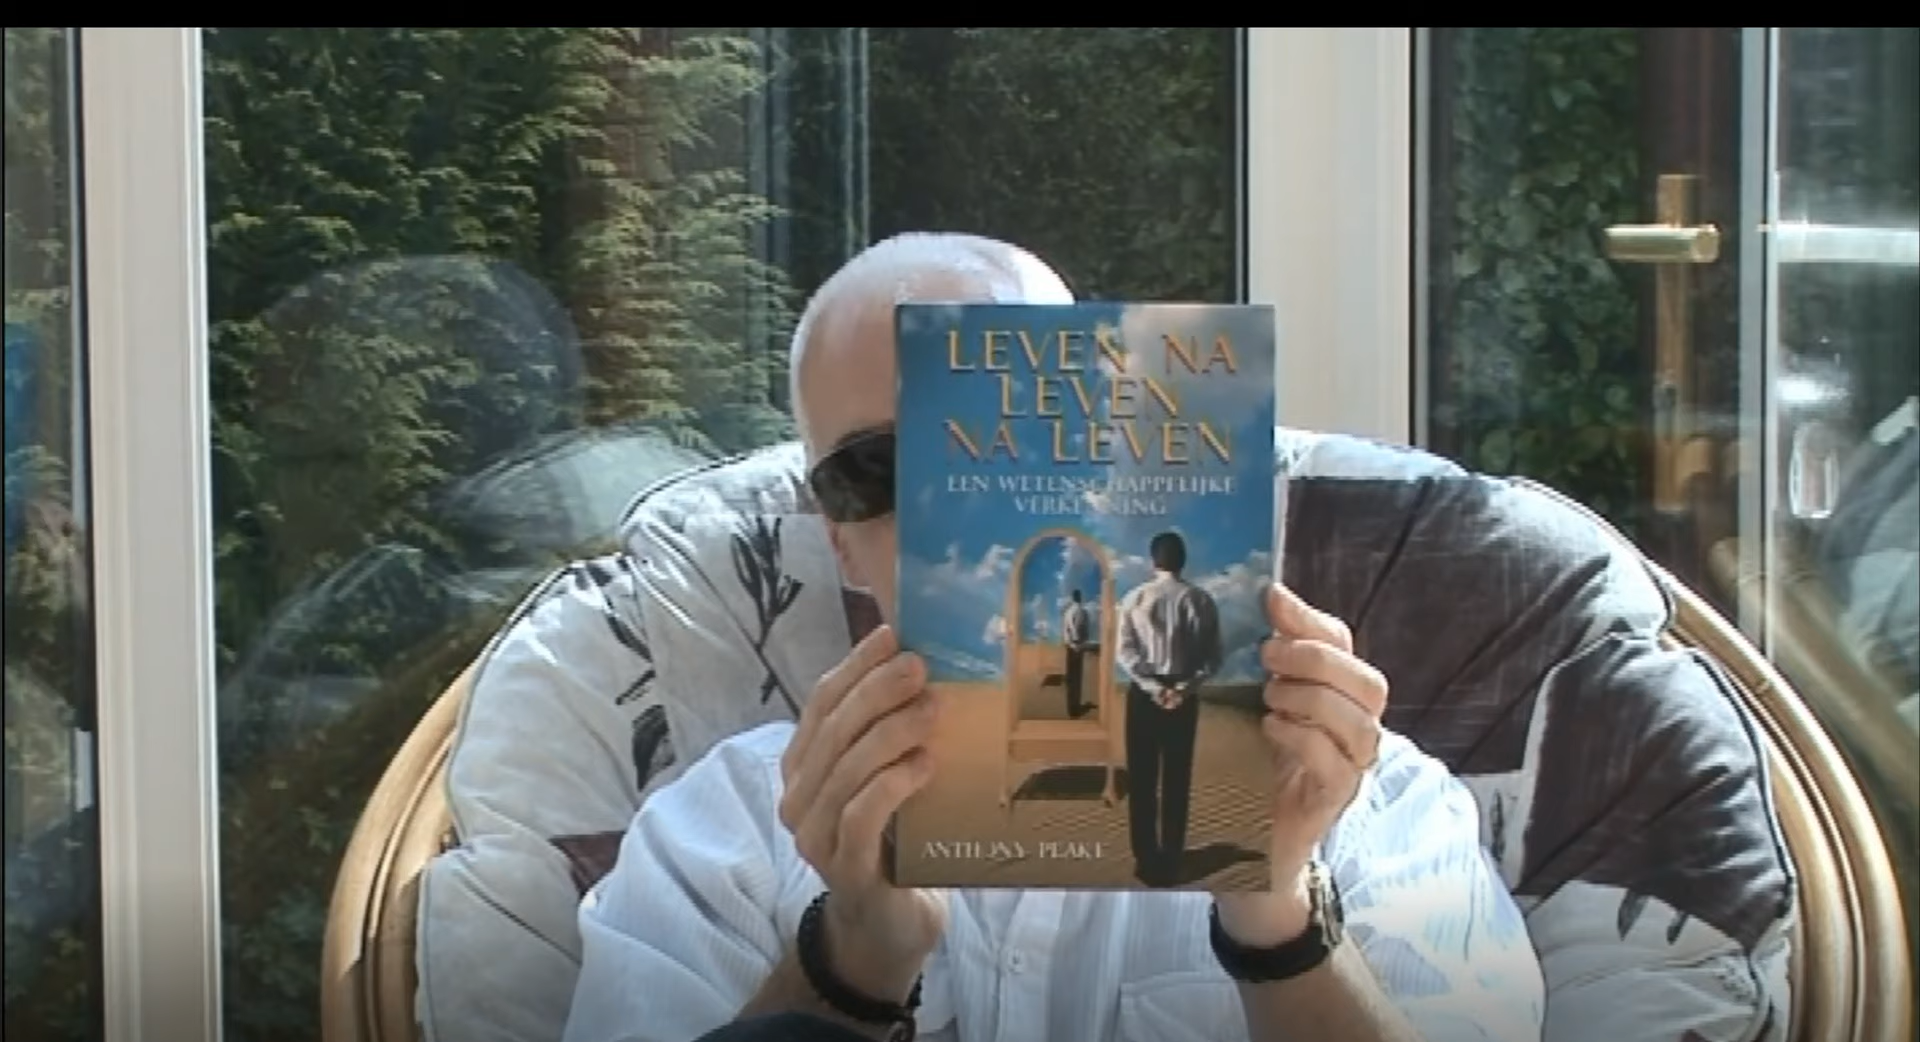 LEVEN NA
LEVEN
NA LEVEN
EEN WETENSCHAPPELIJKE
VERKENNING
ANTHONY PEAKE